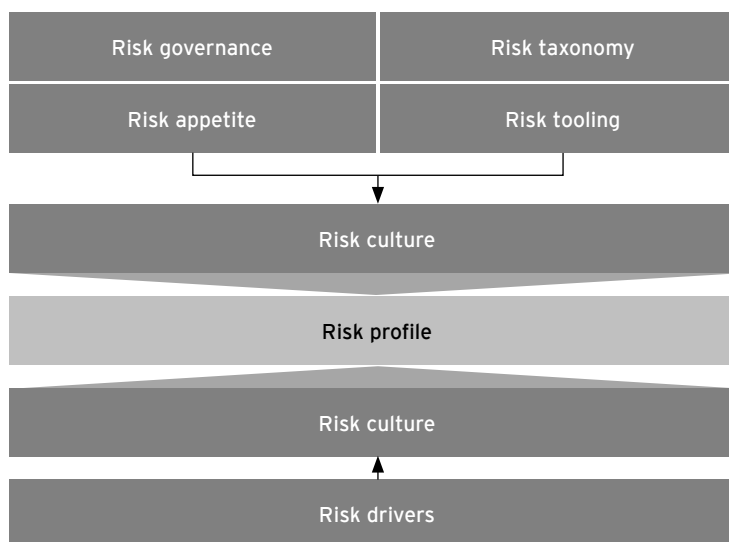 Risk governance
Risk taxonomy
Risk appetite
Risk tooling
Risk culture
Risk profile
Risk culture
Risk drivers